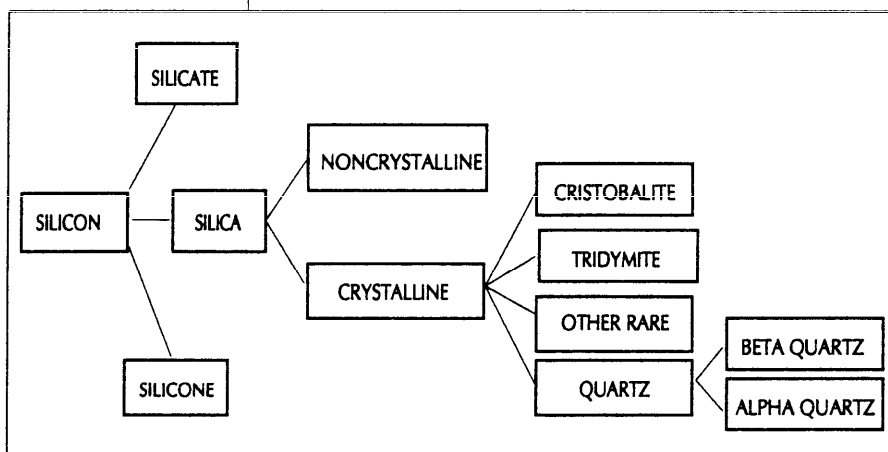 SILICATE
NONCRYSTALLINE
CRISTOBALITE
SILICON
SILICA
TRIDYMITE
CRYSTALLINE
OTHER RARE
BETA QUARTZ
SILICONE
QUARTZ
ALPHA QUARTZ